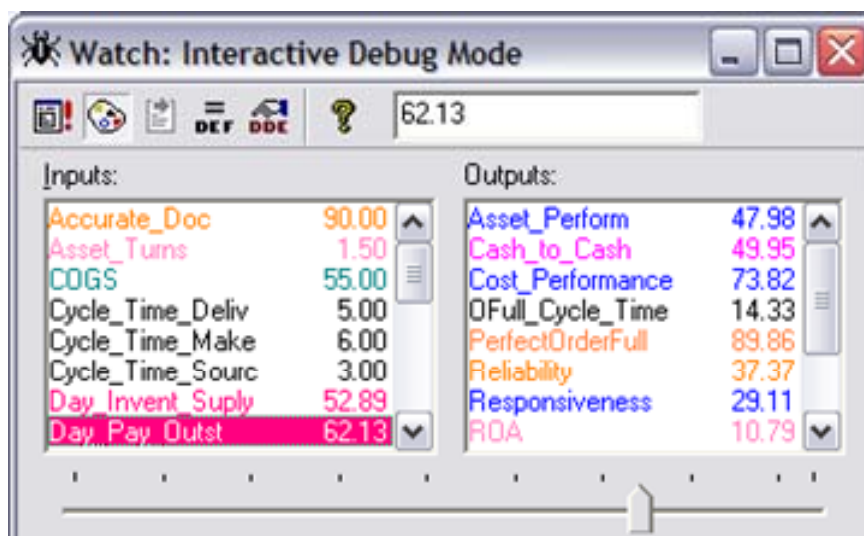 Watch: Interactive Debug Mode
= DEF DDE ? 62.13
Inputs: Outputs:
Accurate_Doc 90.00 Asset_Perform 47.98
Asset_Turns 1.50 Cash_to_Cash 49.95
COGS 55.00 Cost_Performance 73.82
Cycle_Time_Deliv 5.00 OFull_Cycle_Time 14.33
Cycle_Time_Make 6.00 PerfectOrderFull 89.86
Cycle_Time_Sourc 3.00 Reliability 37.37
Day_Invent_Suply 52.89 Responsiveness 29.11
Day_Pay_Outst 62.13 ROA 10.79